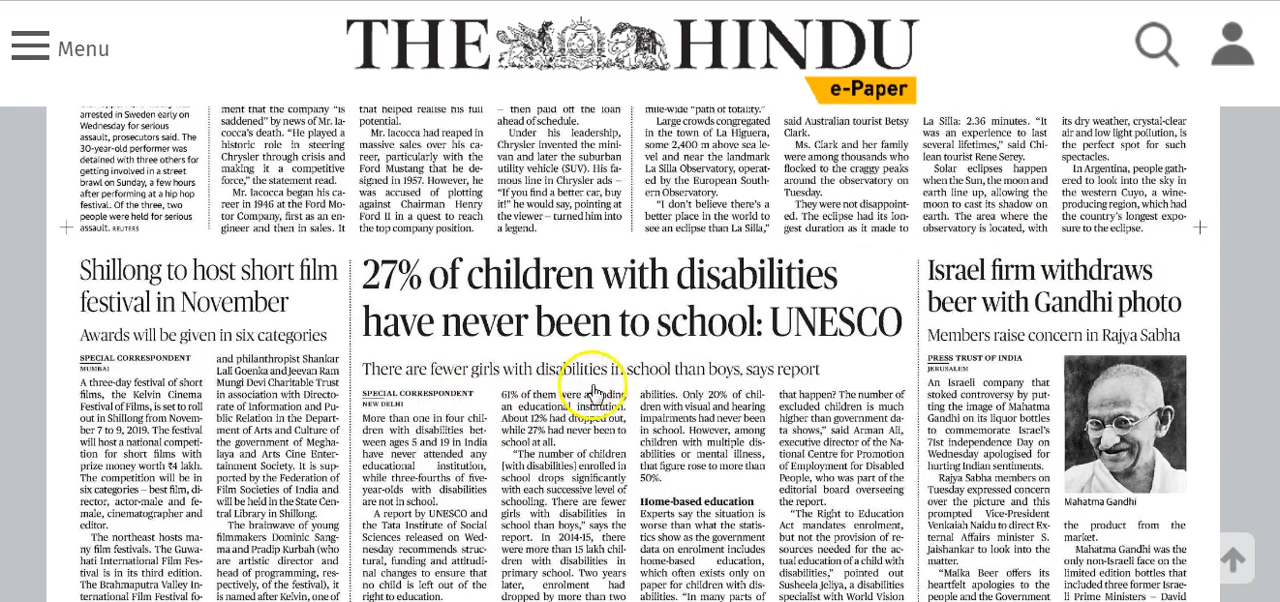 Menu
THE HINDU
e-Paper
arrested in Sweden early on
Wednesday for serious
assault, prosecutors said. The
30-year-old performer was
detained with three others for
getting involved in a street
brawl on Sunday, a few hours
after performing at a hip hop
festival. Of the three, two
people were held for serious
assault. REUTERS
ment that the company “is
saddened” by news of Mr. Ia-
cocca’s death. “He played a
historic role in steering
Chrysler through crisis and
making it a competitive
force,” the statement read.
Mr. Iacocca began his ca-
reer in 1946 at the Ford Mo-
tor Company, first as an en-
gineer and then in sales. It
that helped realise his full
potential.
Mr. Iacocca had reaped in
massive sales over his ca-
reer, particularly with the
Ford Mustang that he de-
signed in 1957. However, he
was accused of plotting
against Chairman Henry
Ford II in a quest to reach
the top company position.
– then paid off the loan
ahead of schedule.
Under his leadership,
Chrysler invented the mini-
van and later the suburban
utility vehicle (SUV). His fa-
mous line in Chrysler ads –
“If you find a better car, buy
it!” he would say, pointing at
the viewer – turned him into
a legend.
mile-wide “path of totality.”
Large crowds congregated
in the town of La Higuera,
some 2,400 m above sea le-
vel and near the landmark
La Silla Observatory, operat-
ed by the European South-
ern Observatory.
“I don’t believe there’s a
better place in the world to
see an eclipse than La Silla,”
said Australian tourist Betsy
Clark.
Ms. Clark and her family
were among thousands who
flocked to the craggy peaks
around the observatory on
Tuesday.
They were not disappoint-
ed. The eclipse had its lon-
gest duration as it made to
La Silla: 2.36 minutes. “It
was an experience to last
several lifetimes,” said Chi-
lean tourist Rene Serey.
Solar eclipses happen
when the Sun, the moon and
earth line up, allowing the
moon to cast its shadow on
earth. The area where the
observatory is located, with
its dry weather, crystal-clear
air and low light pollution, is
the perfect spot for such
spectacles.
In Argentina, people gath-
ered to look into the sky in
the western Cuyo, a wine-
producing region, which had
the country’s longest expo-
sure to the eclipse.
Shillong to host short film
festival in November
Awards will be given in six categories
SPECIAL CORRESPONDENT
MUMBAI
A three-day festival of short
films, the Kelvin Cinema
Festival of Films, is set to roll
out in Shillong from Novem-
ber 7 to 9, 2019. The festival
will host a national competi-
tion for short films with
prize money worth ₹4 lakh.
The competition will be in
six categories – best film, di-
rector, actor-male and fe-
male, cinematographer and
editor.
The northeast hosts ma-
ny film festivals. The Guwa-
hati International Film Festi-
val is in its third edition.
The Brahmaputra Valley In-
ternational Film Festival fo-
and philanthropist Shankar
Lall Goenka and Jeevan Ram
Mungi Devi Charitable Trust
in association with Directo-
rate of Information and Pu-
blic Relation in the Depart-
ment of Arts and Culture of
the government of Megha-
laya and Arts Cine Enter-
tainment Society. It is sup-
ported by the Federation of
Film Societies of India and
will be held in the State Cen-
tral Library in Shillong.
The brainwave of young
filmmakers Dominic Sang-
ma and Pradip Kurbah (who
are artistic director and
head of programming, res-
pectively, of the festival), it
is named after Kelvin, one of
27% of children with disabilities
have never been to school: UNESCO
There are fewer girls with disabilities in school than boys, says report
SPECIAL CORRESPONDENT
NEW DELHI
More than one in four chil-
dren with disabilities bet-
ween ages 5 and 19 in India
have never attended any
educational institution,
while three-fourths of five-
year-olds with disabilities
are not in school.
A report by UNESCO and
the Tata Institute of Social
Sciences released on Wed-
nesday recommends struc-
tural, funding and attitudi-
nal changes to ensure that
no child is left out of the
right to education.
61% of them were attending
an educational institution.
About 12% had dropped out,
while 27% had never been to
school at all.
“The number of children
[with disabilities] enrolled in
school drops significantly
with each successive level of
schooling. There are fewer
girls with disabilities in
school than boys,” says the
report. In 2014-15, there
were more than 15 lakh chil-
dren with disabilities in
primary school. Two years
later, enrolment had
dropped by more than two
abilities. Only 20% of chil-
dren with visual and hearing
impairments had never been
in school. However, among
children with multiple dis-
abilities or mental illness,
that figure rose to more than
50%.
Home-based education
Experts say the situation is
worse than what the statis-
tics show as the government
data on enrolment includes
home-based education,
which often exists only on
paper for children with dis-
abilities. “In many parts of
that happen? The number of
excluded children is much
higher than government da-
ta shows,” said Arman Ali,
executive director of the Na-
tional Centre for Promotion
of Employment for Disabled
People, who was part of the
editorial board overseeing
the report.
“The Right to Education
Act mandates enrolment,
but not the provision of re-
sources needed for the ac-
tual education of a child with
disabilities,” pointed out
Susheela Jeliya, a disabilities
specialist with World Vision
Israel firm withdraws
beer with Gandhi photo
Members raise concern in Rajya Sabha
PRESS TRUST OF INDIA
JERUSALEM
An Israeli company that
stoked controversy by put-
ting the image of Mahatma
Gandhi on its liquor bottles
to commemorate Israel’s
71st independence Day on
Wednesday apologised for
hurting Indian sentiments.
Rajya Sabha members on
Tuesday expressed concern
over the picture and this
prompted Vice-President
Venkaiah Naidu to direct Ex-
ternal Affairs minister S.
Jaishankar to look into the
matter.
“Malka Beer offers its
heartfelt apologies to the
people and the Government
Mahatma Gandhi
the product from the
market.
Mahatma Gandhi was the
only non-Israeli face on the
limited edition bottles that
included three former Israe-
li Prime Ministers – David